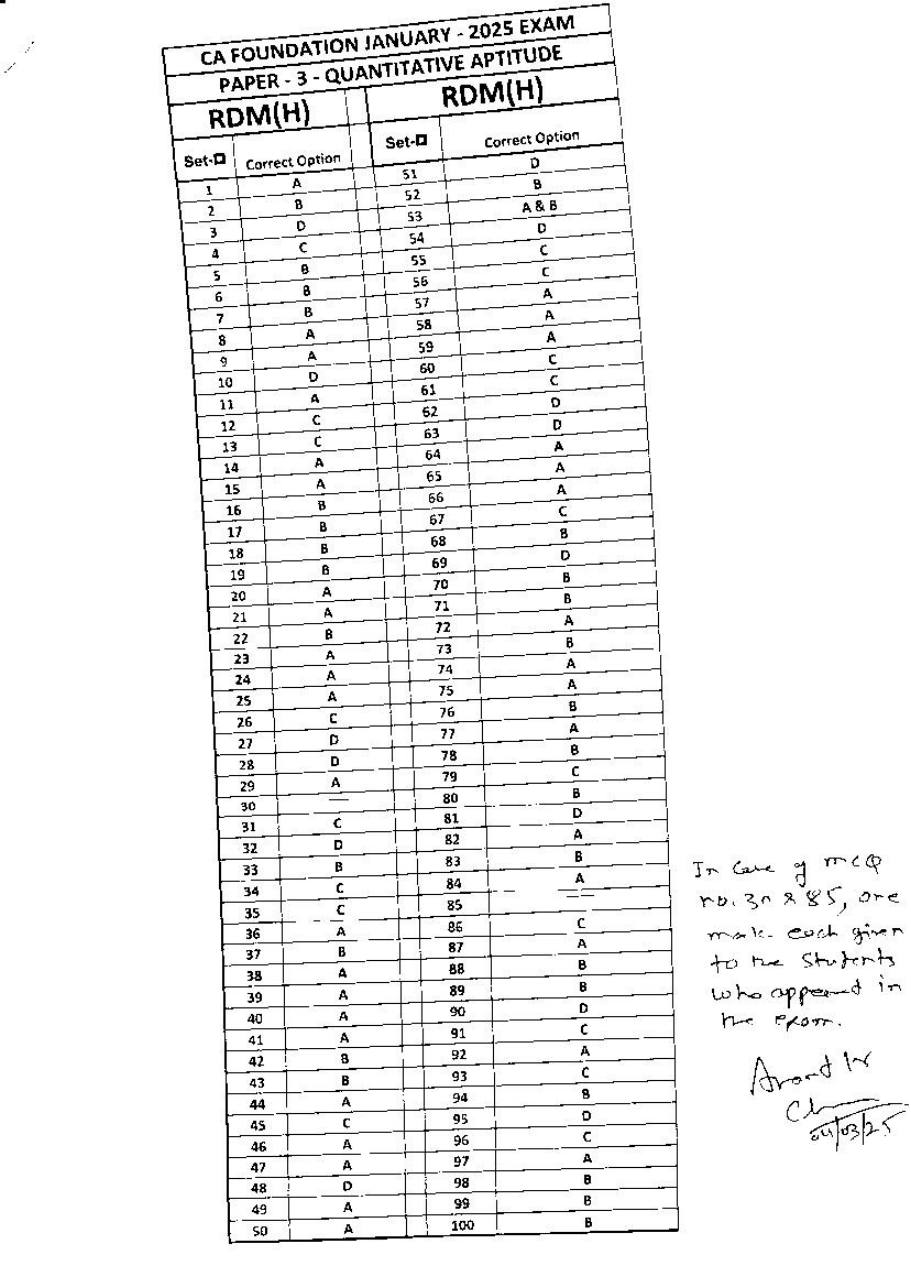 CA FOUNDATION JANUARY - 2025 EXAM
PAPER - 3 - QUANTITATIVE APTITUDE
RDM(H) RDM(H)
Set- Correct Option Set- Correct Option
1 A 51 D
2 B 52 B
3 D 53 A & B
4 C 54 D
5 B 55 C
6 B 56 C
7 B 57 A
8 A 58 A
9 A 59 A
10 D 60 C
11 A 61 C
12 C 62 D
13 C 63 D
14 A 64 A
15 A 65 A
16 B 66 A
17 B 67 C
18 B 68 B
19 B 69 D
20 A 70 B
21 A 71 B
22 B 72 A
23 A 73 B
24 A 74 A
25 A 75 A
26 C 76 B
27 D 77 A
28 D 78 B
29 A 79 C
30 — 80 B
31 C 81 D
32 D 82 A
33 B 83 B
34 C 84 A
35 C 85 —
36 A 86 C
37 B 87 A
38 A 88 B
39 A 89 B
40 A 90 D
41 A 91 C
42 B 92 A
43 B 93 C
44 A 94 B
45 C 95 D
46 A 96 C
47 A 97 A
48 D 98 B
49 A 99 B
50 A 100 B
In Case of MCQ
no. 30 & 85, one
mark each given
to the Students
who appeared in
the exam.
04/03/25